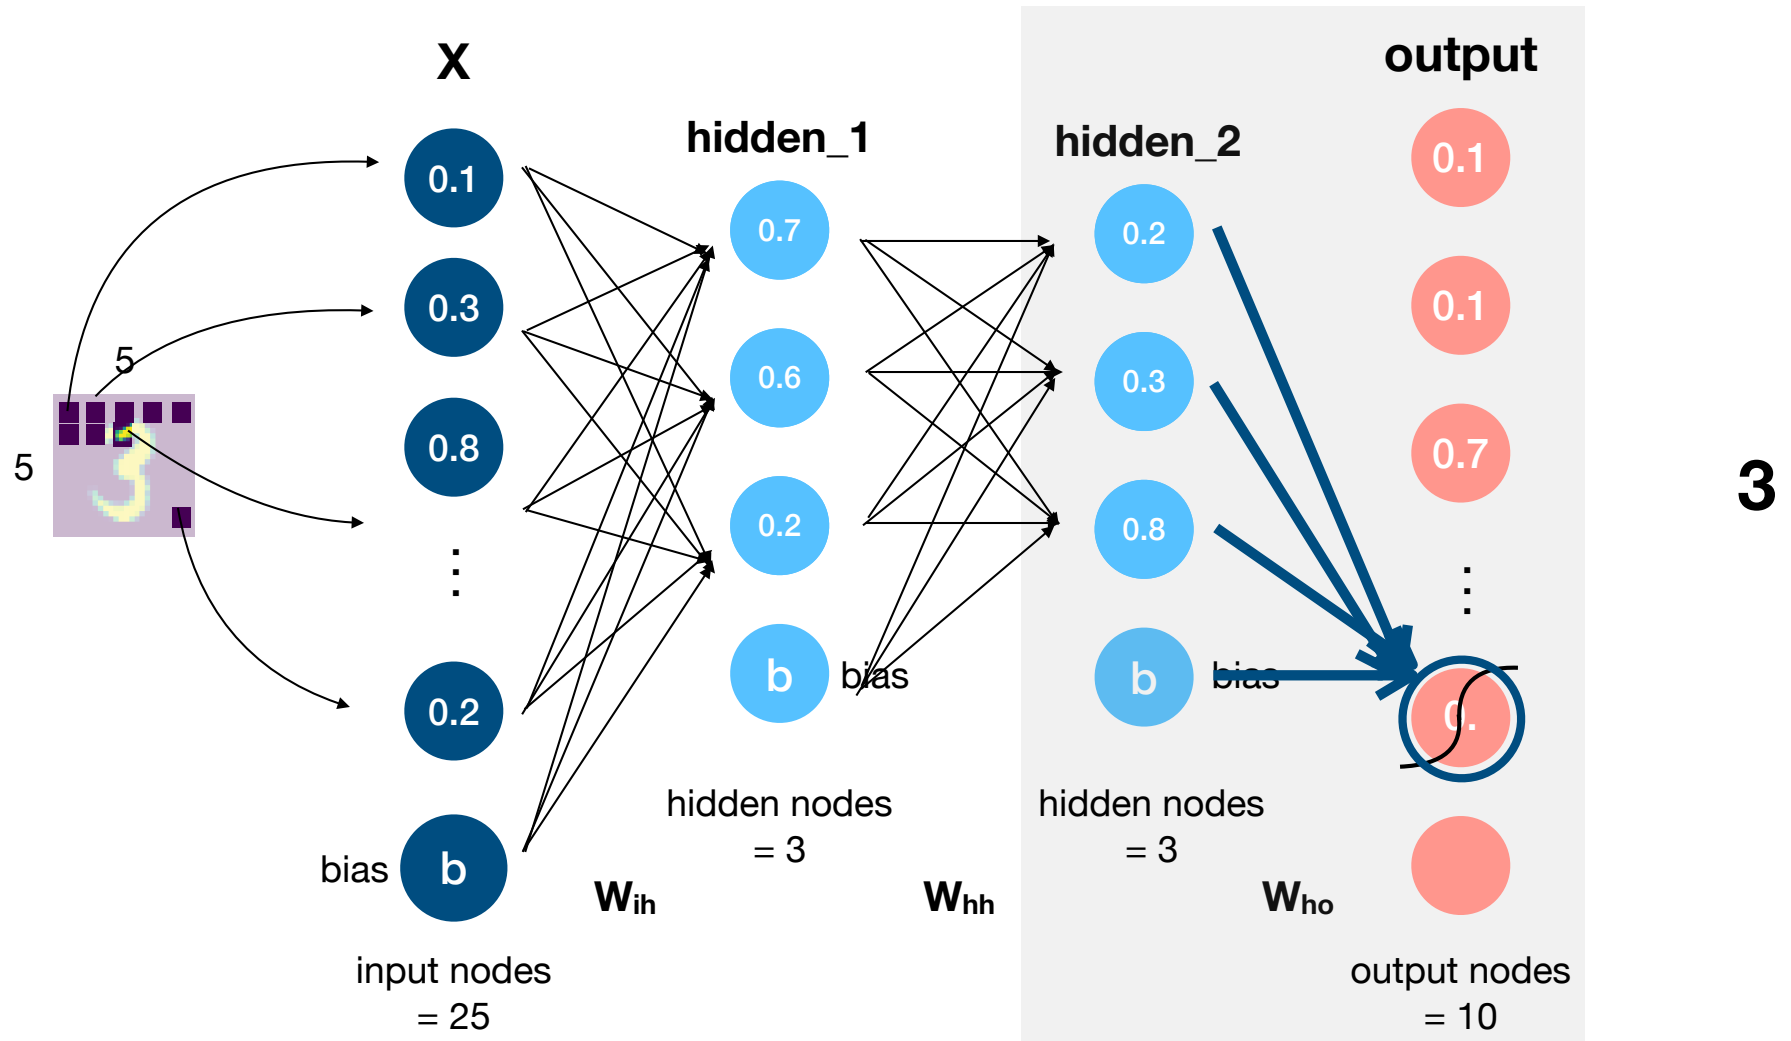 X
output
hidden_1
hidden_2
0.1
0.3
0.8
⋮
0.2
b
bias
5
5
0.7
0.6
0.2
b
bias
0.2
0.3
0.8
b
bias
0.1
0.1
0.7
⋮
0.
3
hidden nodes
= 3
hidden nodes
= 3
Wih
Whh
Who
input nodes
= 25
output nodes
= 10